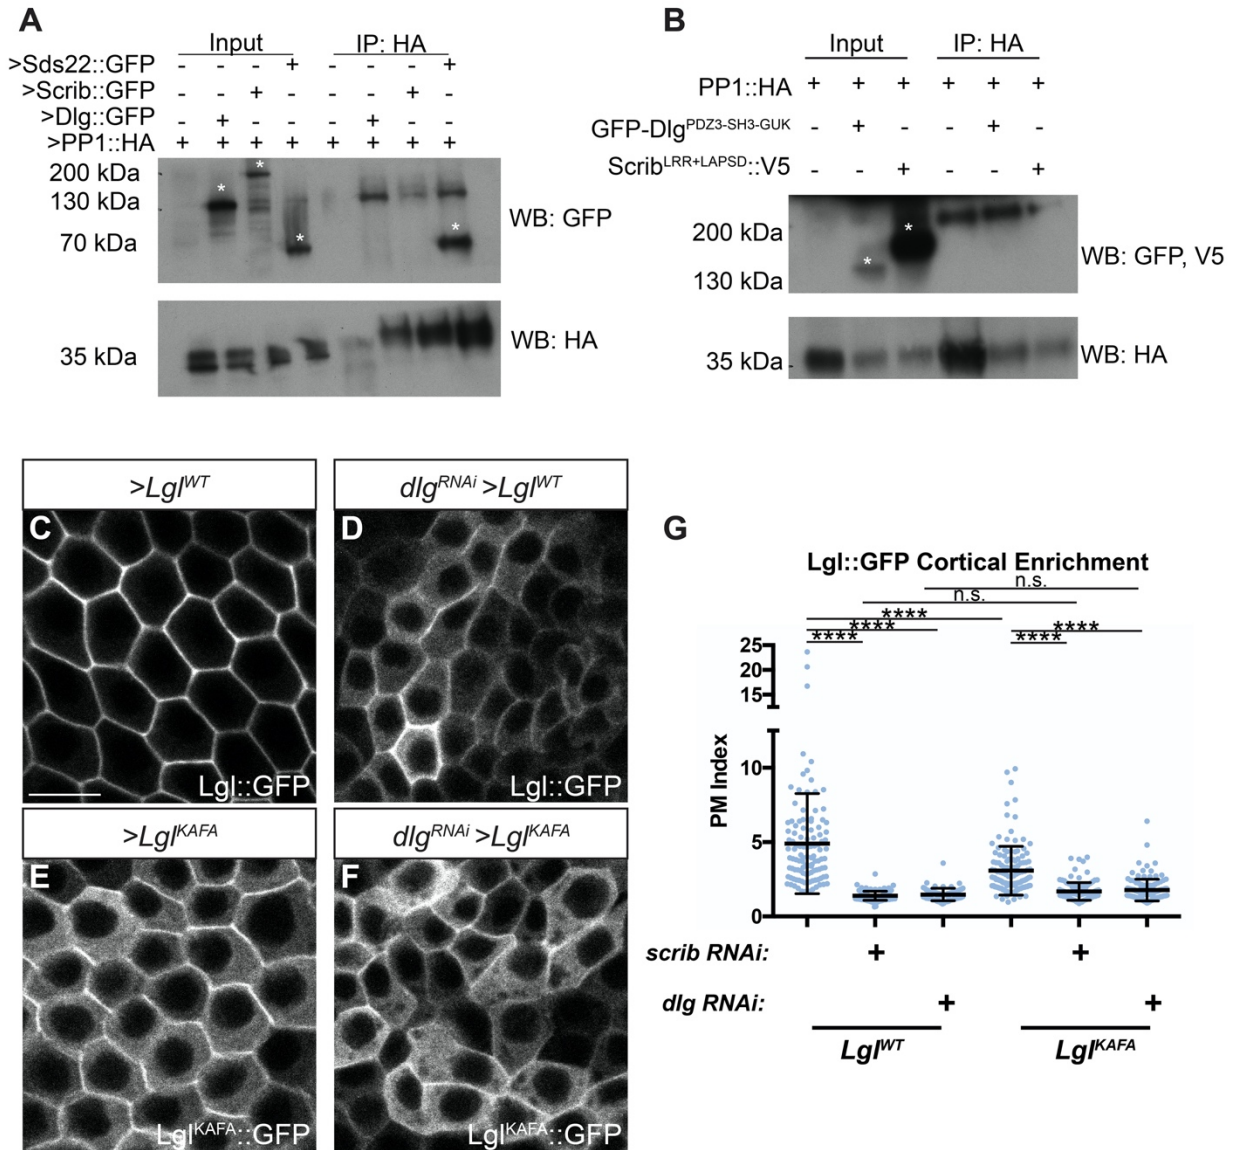 A
Input IP: HA
>Sds22::GFP - - - + - - - +
>Scrib::GFP - - + - - - + -
>Dlg::GFP - + - - - + - -
>PP1::HA + + + + + + + +
200 kDa
130 kDa
70 kDa
* * * *
WB: GFP
35 kDa
WB: HA
B
Input IP: HA
PP1::HA + + + + + +
GFP-Dlg^PDZ3-SH3-GUK - + - - + -
Scrib^LRR+LAPSD::V5 - - + - - +
200 kDa
130 kDa
* *
WB: GFP, V5
35 kDa
WB: HA
>Lgl^WT
C
Lgl::GFP
dlg^RNAi >Lgl^WT
D
Lgl::GFP
>Lgl^KAFA
E
Lgl^KAFA::GFP
dlg^RNAi >Lgl^KAFA
F
Lgl^KAFA::GFP
G
Lgl::GFP Cortical Enrichment
n.s.
n.s.
****
**** ****
**** ****
PM Index
25
20
15
10
5
0
scrib RNAi: + +
dlg RNAi: + +
Lgl^WT Lgl^KAFA